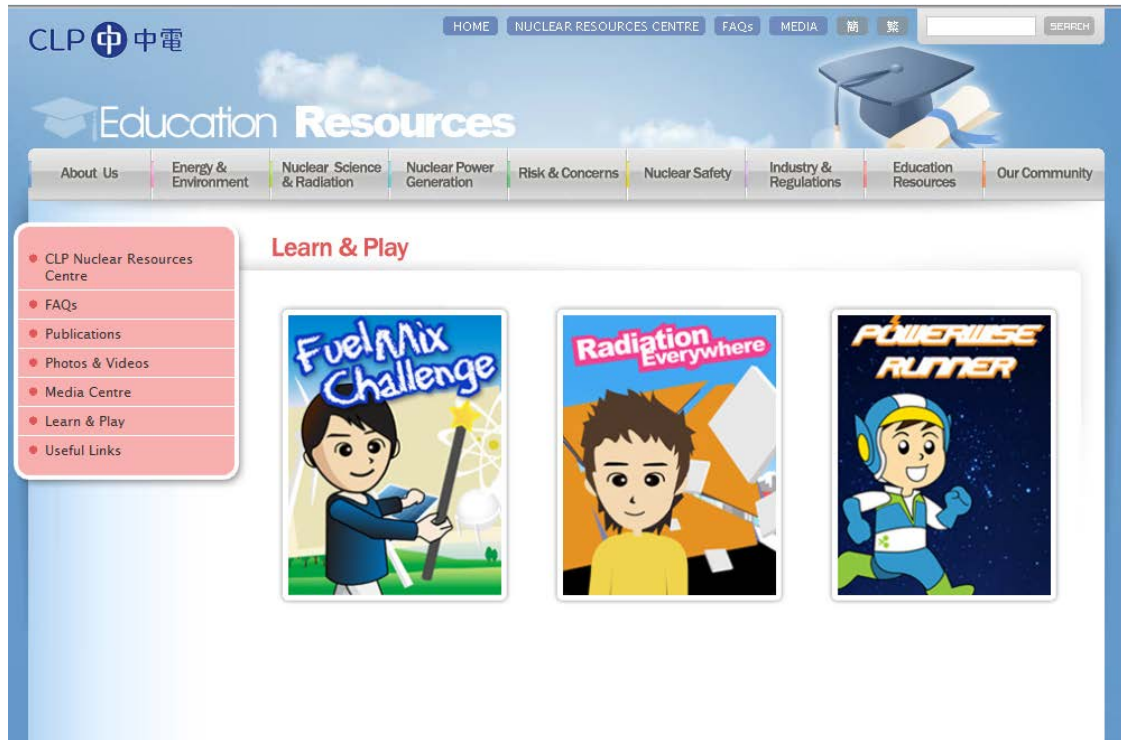 CLP 中電
HOME NUCLEAR RESOURCES CENTRE FAQs MEDIA 簡 繁 SEARCH
Education Resources
About Us
Energy &
Environment
Nuclear Science
& Radiation
Nuclear Power
Generation
Risk & Concerns
Nuclear Safety
Industry &
Regulations
Education
Resources
Our Community
CLP Nuclear Resources
Centre
FAQs
Publications
Photos & Videos
Media Centre
Learn & Play
Useful Links
Learn & Play
Fuel Mix
Challenge
Radiation
Everywhere
POWERWISE
RUNNER